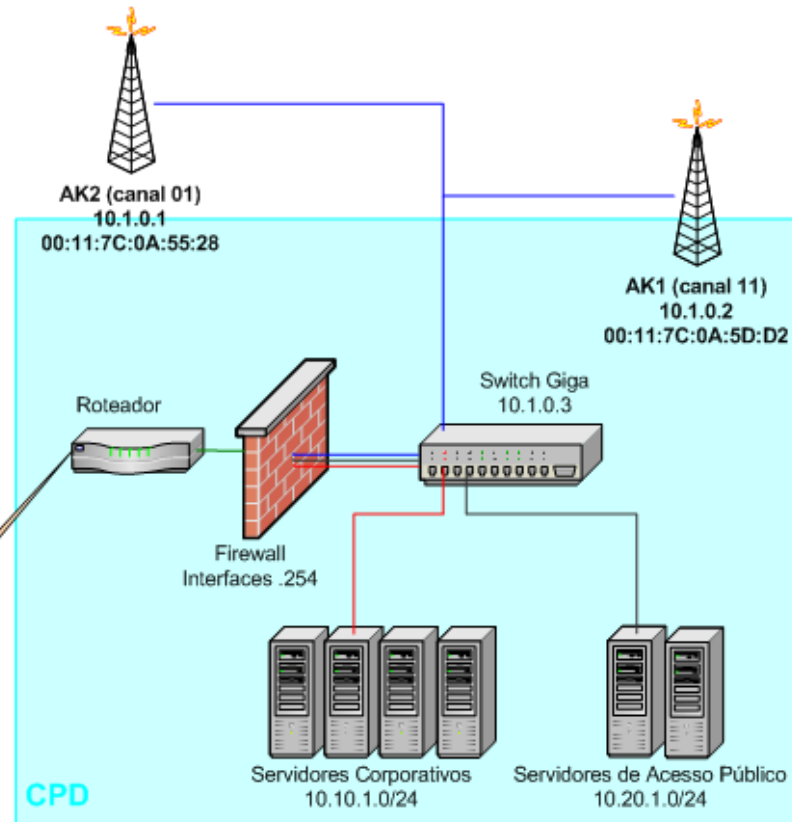 AK2 (canal 01)
10.1.0.1
00:11:7C:0A:55:28
AK1 (canal 11)
10.1.0.2
00:11:7C:0A:5D:D2
Switch Giga
10.1.0.3
Roteador
Firewall
Interfaces .254
Servidores Corporativos
10.10.1.0/24
Servidores de Acesso Público
10.20.1.0/24
CPD